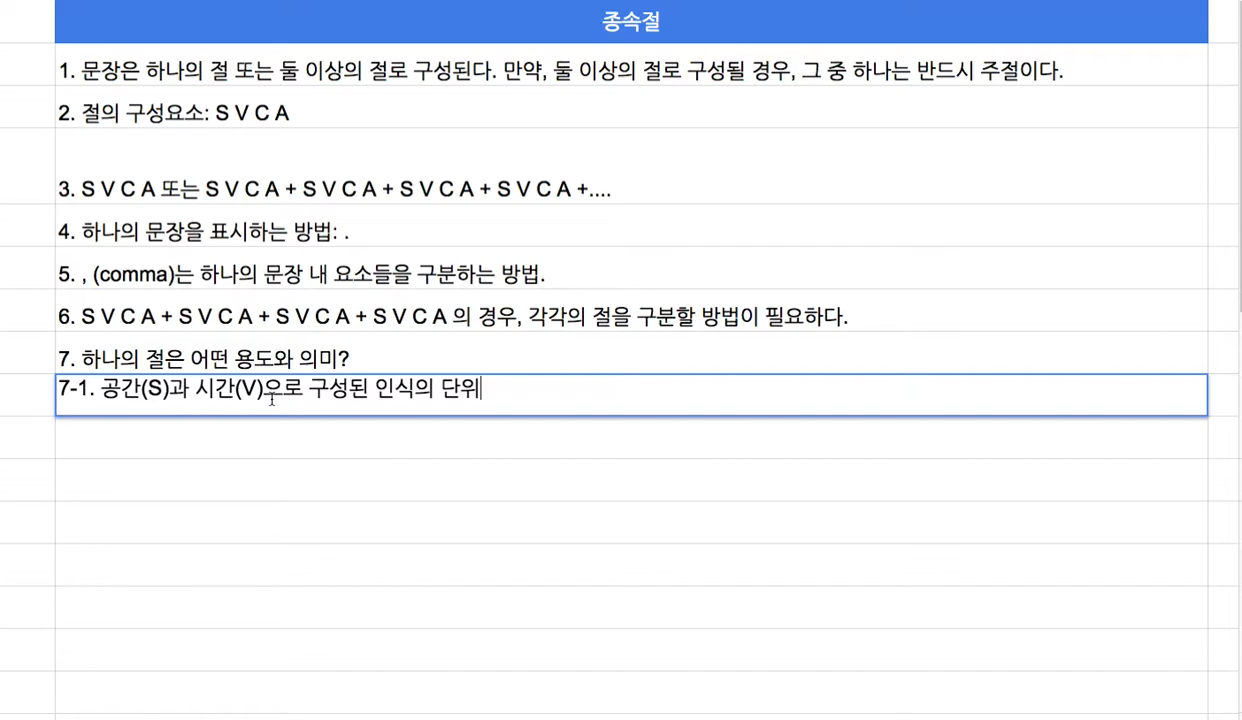 종속절
1. 문장은 하나의 절 또는 둘 이상의 절로 구성된다. 만약, 둘 이상의 절로 구성될 경우, 그 중 하나는 반드시 주절이다.
2. 절의 구성요소: S V C A
3. S V C A 또는 S V C A + S V C A + S V C A + S V C A +....
4. 하나의 문장을 표시하는 방법: .
5. , (comma)는 하나의 문장 내 요소들을 구분하는 방법.
6. S V C A + S V C A + S V C A + S V C A 의 경우, 각각의 절을 구분할 방법이 필요하다.
7. 하나의 절은 어떤 용도와 의미?
7-1. 공간(S)과 시간(V)으로 구성된 인식의 단위